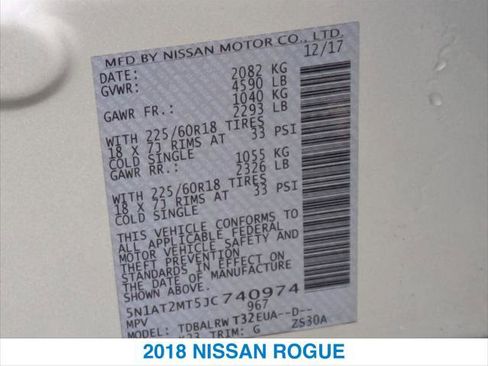 MFD BY NISSAN MOTOR CO., LTD.
DATE: 12/17
GVWR: 2082 KG
4590 LB
GAWR FR.: 1040 KG
2293 LB
WITH 225/60R18 TIRES
18 X 7J RIMS AT 33 PSI
COLD SINGLE
GAWR RR.: 1055 KG
2326 LB
WITH 225/60R18 TIRES
18 X 7J RIMS AT 33 PSI
COLD SINGLE
THIS VEHICLE CONFORMS TO
ALL APPLICABLE FEDERAL
MOTOR VEHICLE SAFETY AND
THEFT PREVENTION
STANDARDS IN EFFECT ON
THE DATE OF MANUFACTURE
SHOWN ABOVE.
5N1AT2MT5JC740974
MPV 967
MODEL: TDBALRW T32EUA--D--
K23 TRIM: G ZS30A
2018 NISSAN ROGUE